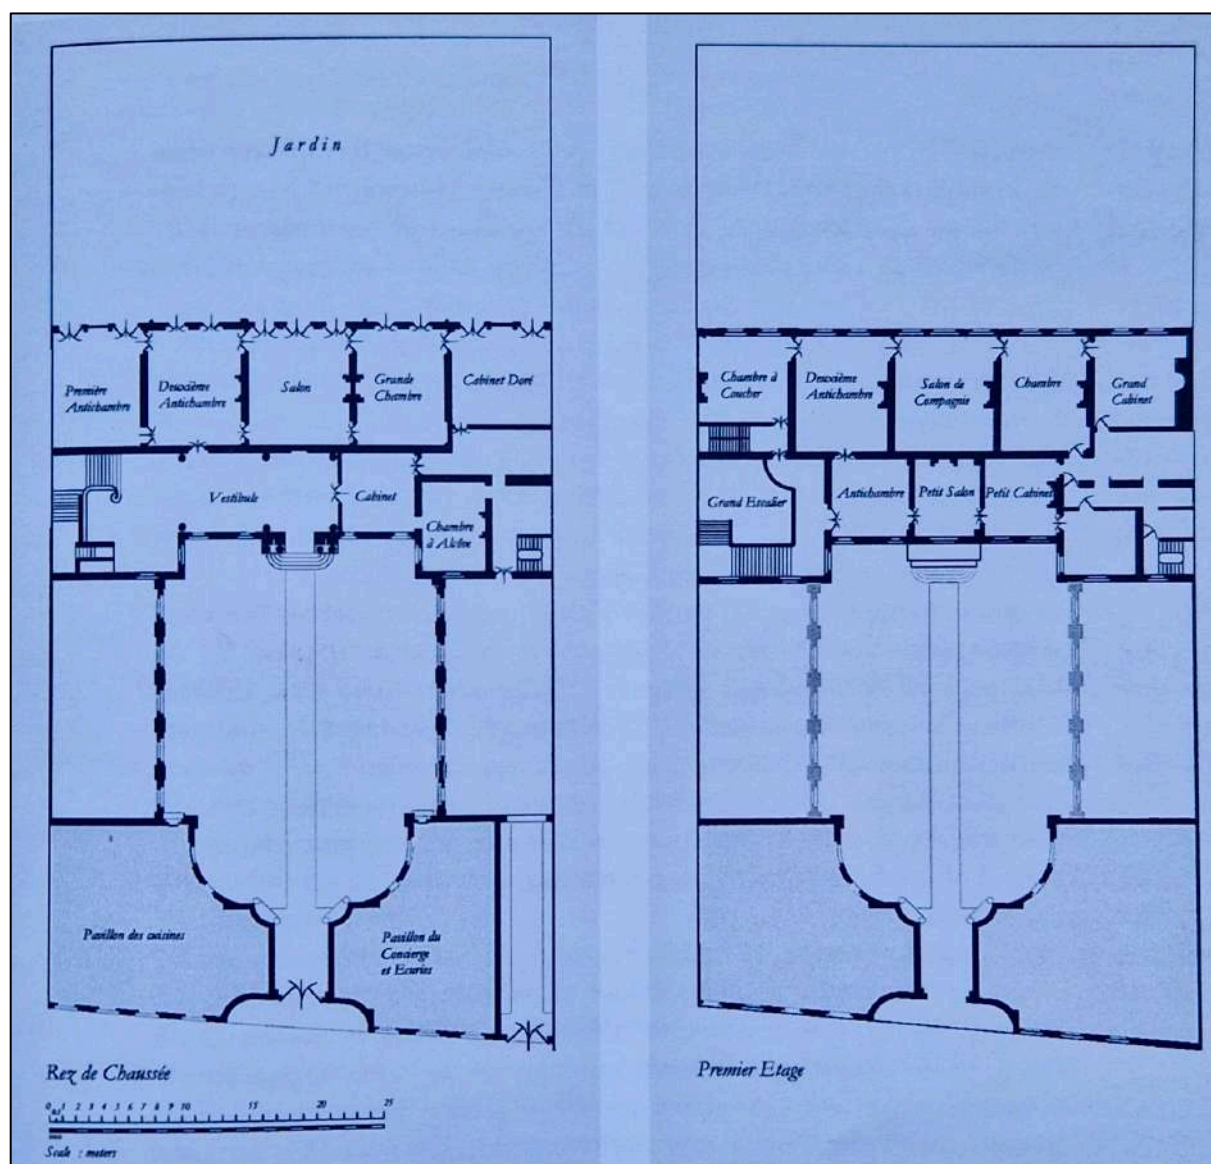 Jardin
Première
Antichambre
Deuxième
Antichambre
Salon
Grande
Chambre
Cabinet Doré
Vestibule
Cabinet
Chambre
à Alcôve
Pavillon des cuisines
Pavillon du
Concierge
et Ecuries
Rez de Chaussée
0 0.5 1 2 3 4 5 6 7 8 9 10 15 20 25
Scale : meters
Chambre à
Coucher
Deuxième
Antichambre
Salon de
Compagnie
Chambre
Grand
Cabinet
Grand Escalier
Antichambre
Petit Salon
Petit Cabinet
Premier Etage